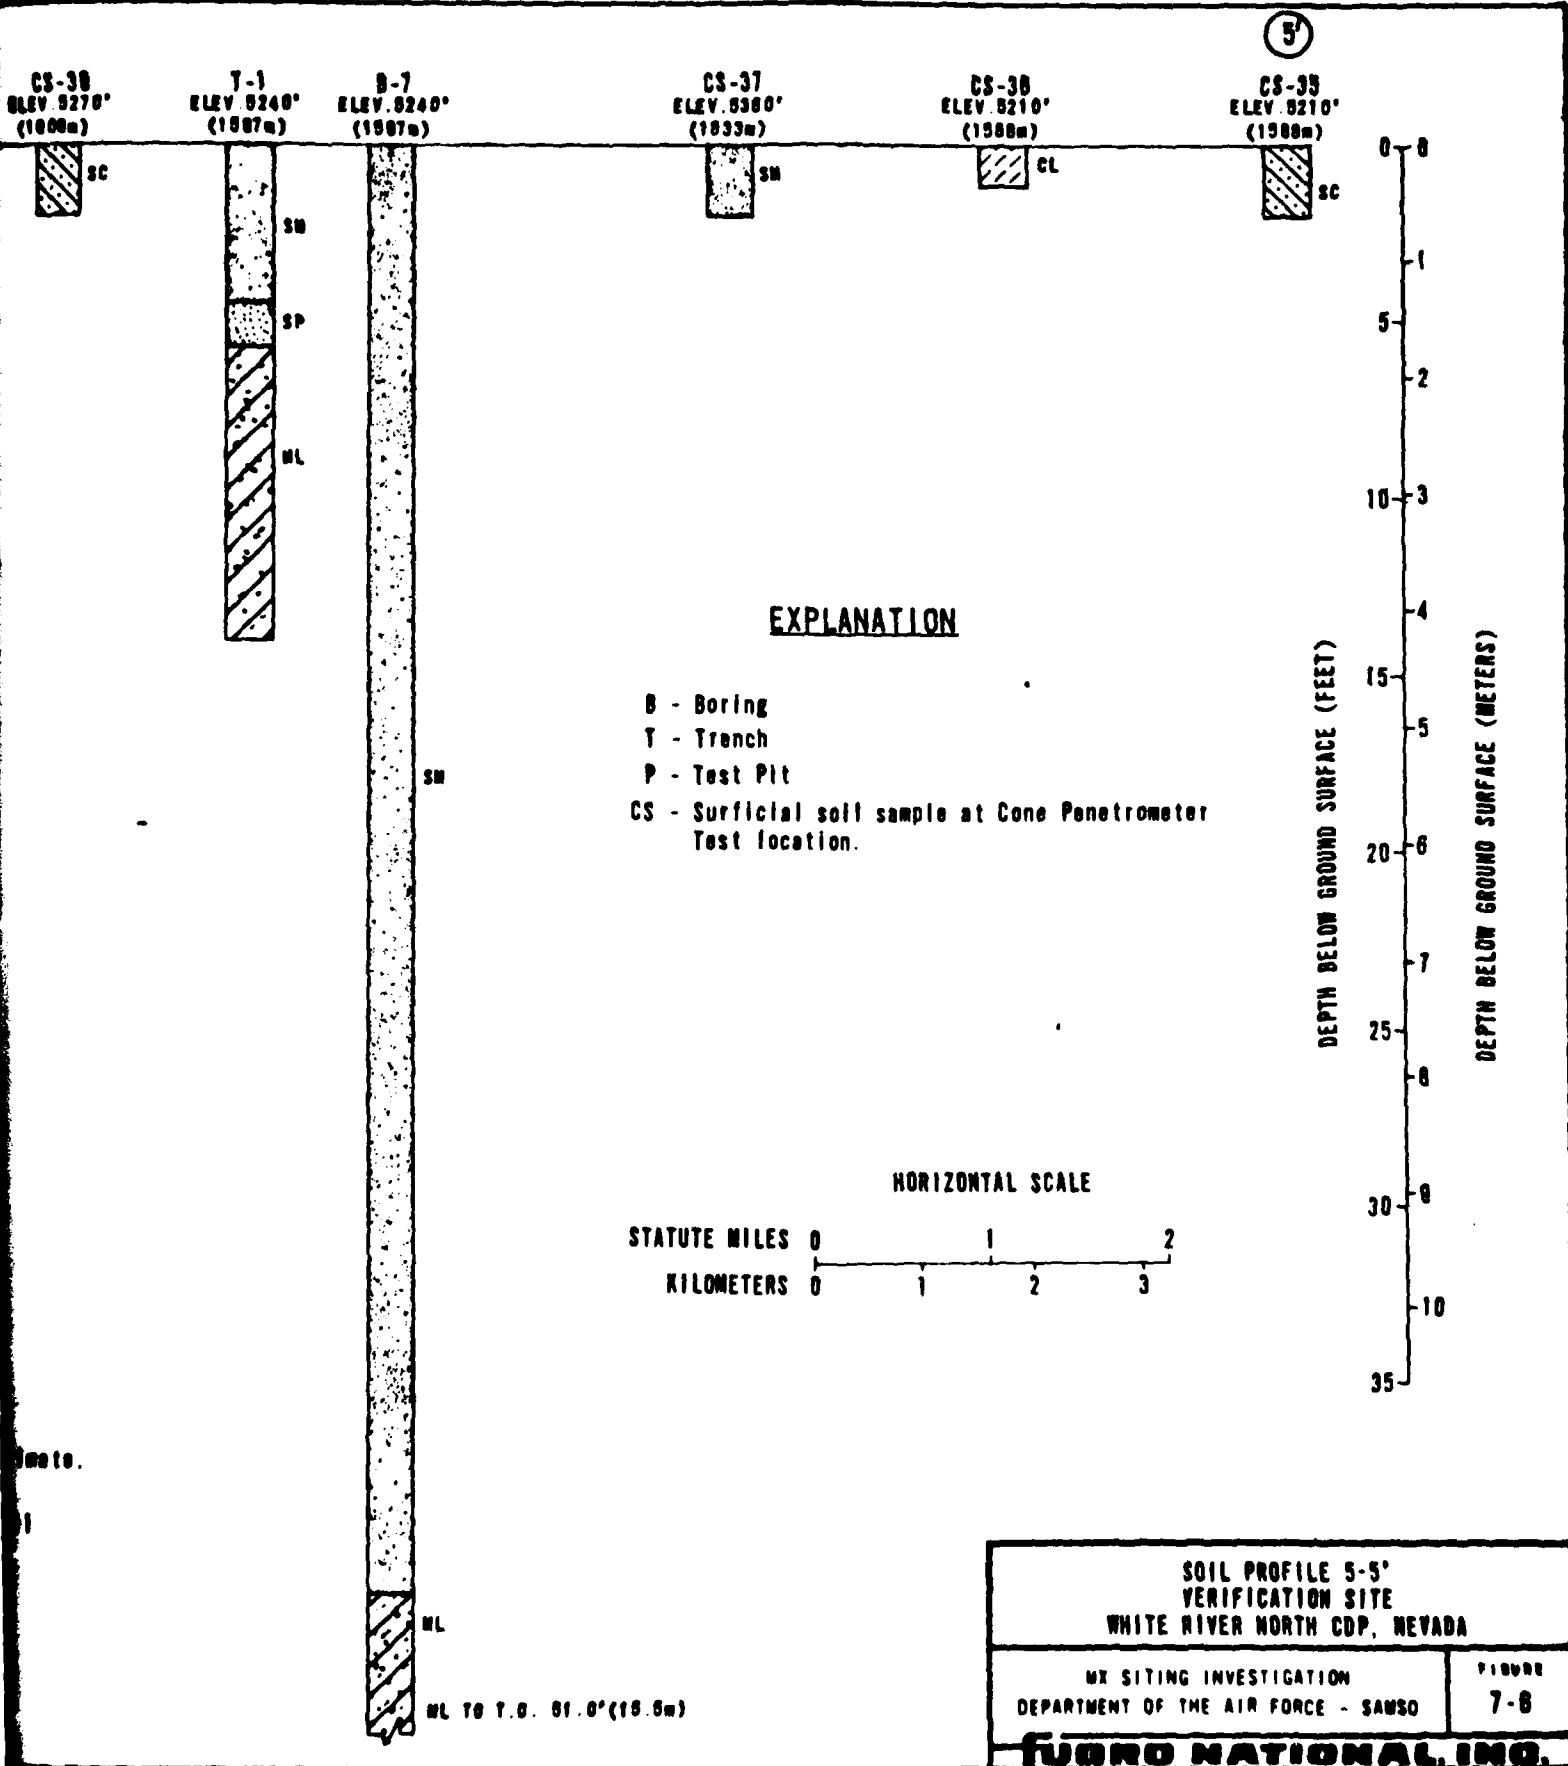 5'
CS-38
ELEV. 5270'
(1606m)
T-1
ELEV. 5240'
(1597m)
B-7
ELEV. 5240'
(1597m)
CS-37
ELEV. 5360'
(1633m)
CS-36
ELEV. 5210'
(1588m)
CS-35
ELEV. 5210'
(1588m)
SC
SM
SP
ML
SM
ML
ML TO T.D. 51.0'(15.5m)
SM
CL
SC
EXPLANATION
B - Boring
T - Trench
P - Test Pit
CS - Surficial soil sample at Cone Penetrometer
Test location.
HORIZONTAL SCALE
STATUTE MILES 0 1 2
KILOMETERS 0 1 2 3
DEPTH BELOW GROUND SURFACE (FEET)
0
5
10
15
20
25
30
35
0
1
2
3
4
5
6
7
8
9
10
DEPTH BELOW GROUND SURFACE (METERS)
SOIL PROFILE 5-5'
VERIFICATION SITE
WHITE RIVER NORTH CDP, NEVADA
MX SITING INVESTIGATION
DEPARTMENT OF THE AIR FORCE - SAMSO
FIGURE
7-6
FUGRO NATIONAL, INC.